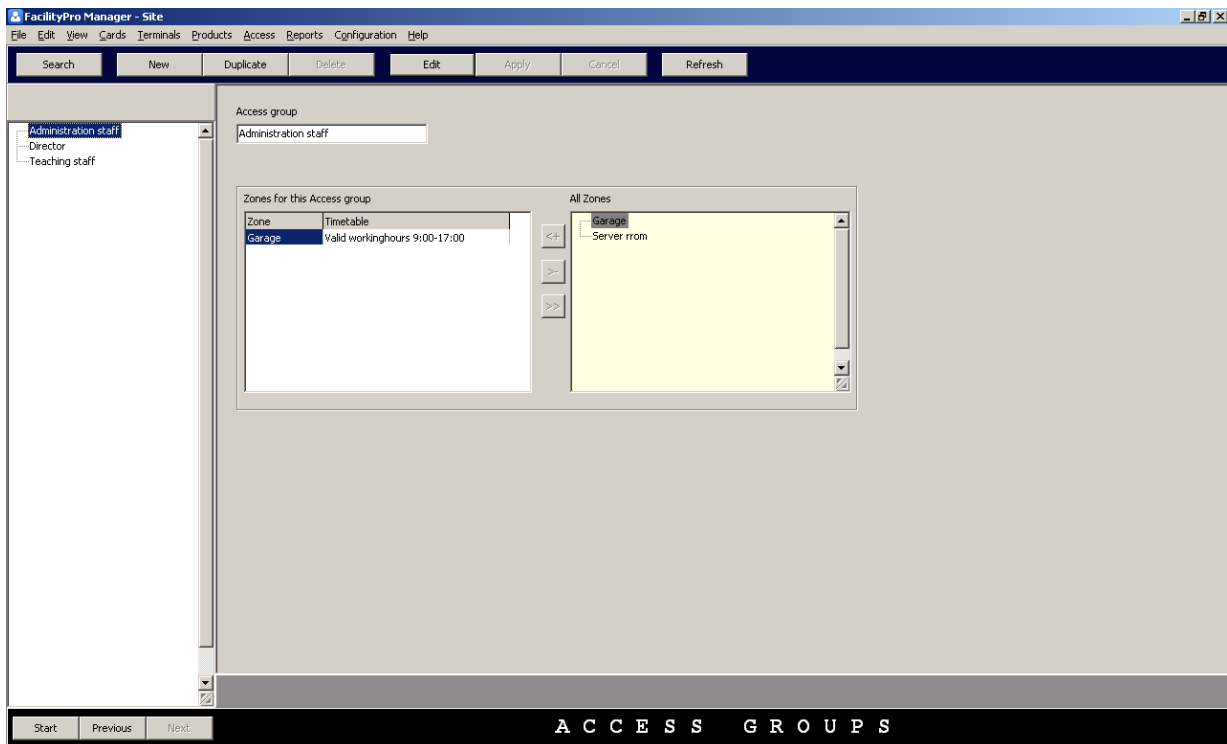 FacilityPro Manager - Site
File Edit View Cards Terminals Products Access Reports Configuration Help
Search New Duplicate Delete Edit Apply Cancel Refresh
Access group
Administration staff
Administration staff
Director
Teaching staff
Zones for this Access group All Zones
Zone Timetable
Garage Valid workinghours 9:00-17:00
Garage
Server rrom
<+
>-
>>
Start Previous Next
ACCESS GROUPS